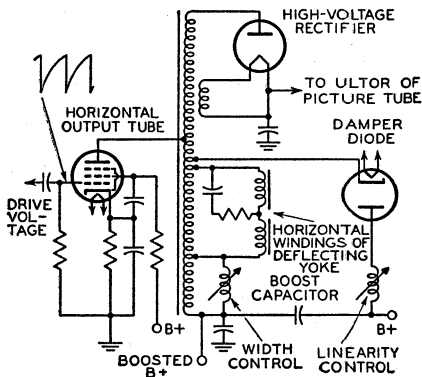 HIGH-VOLTAGE
RECTIFIER
TO ULTOR OF
PICTURE TUBE
HORIZONTAL
OUTPUT TUBE
DAMPER
DIODE
DRIVE
VOL-
TAGE
HORIZONTAL
WINDINGS OF
DEFLECTING
YOKE
BOOST
CAPACITOR
B+
B+
BOOSTED
B+
WIDTH
CONTROL
LINEARITY
CONTROL